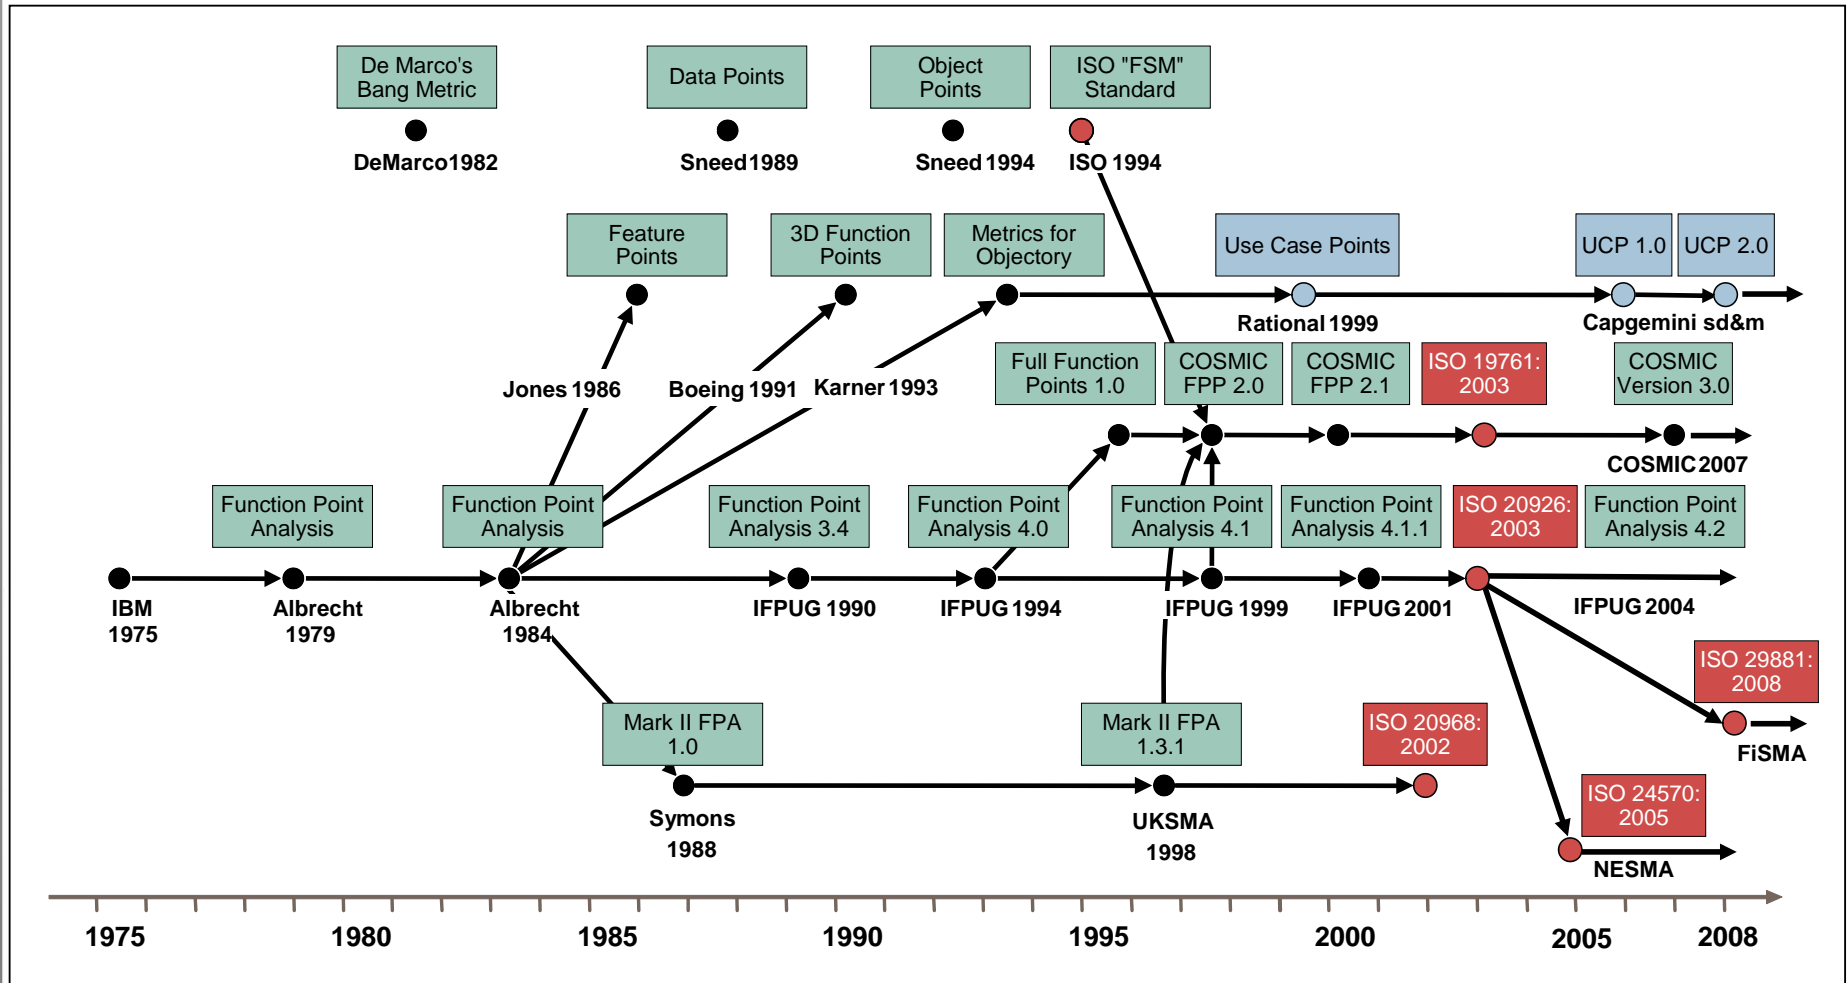 De Marco's
Bang Metric
Data Points
Object
Points
ISO "FSM"
Standard
DeMarco1982
Sneed1989
Sneed 1994
ISO 1994
Feature
Points
3D Function
Points
Metrics for
Objectory
Use Case Points
UCP 1.0
UCP 2.0
Rational 1999
Capgemini sd&m
Jones 1986
Boeing 1991
Karner 1993
Full Function
Points 1.0
COSMIC
FPP 2.0
COSMIC
FPP 2.1
ISO 19761:
2003
COSMIC
Version 3.0
COSMIC 2007
Function Point
Analysis
Function Point
Analysis
Function Point
Analysis 3.4
Function Point
Analysis 4.0
Function Point
Analysis 4.1
Function Point
Analysis 4.1.1
ISO 20926:
2003
Function Point
Analysis 4.2
IBM
1975
Albrecht
1979
Albrecht
1984
IFPUG 1990
IFPUG 1994
IFPUG 1999
IFPUG 2001
IFPUG 2004
Mark II FPA
1.0
Mark II FPA
1.3.1
ISO 20968:
2002
ISO 29881:
2008
FiSMA
Symons
1988
UKSMA
1998
ISO 24570:
2005
NESMA
1975
1980
1985
1990
1995
2000
2005
2008